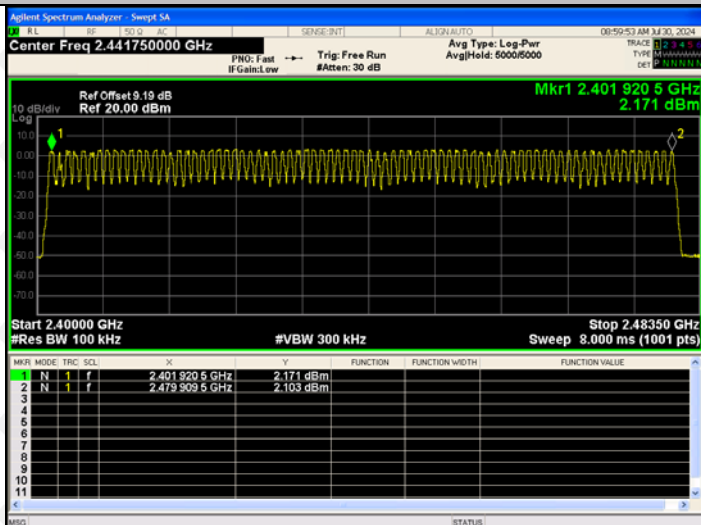 Agilent Spectrum Analyzer - Swept SA
RL RF 50 Ω AC SENSE:INT ALIGN AUTO 08:59:53 AM Jul 30, 2024
Center Freq 2.441750000 GHz
Avg Type: Log-Pwr
TRACE 1 2 3 4 5 6
PNO: Fast Trig: Free Run Avg|Hold: 5000/5000 TYPE M
IFGain:Low #Atten: 30 dB DET P N N N N N
Ref Offset 9.19 dB Mkr1 2.401 920 5 GHz
10 dB/div Ref 20.00 dBm 2.171 dBm
Log
10.0 1 2
0.00
-10.0
-20.0
-30.0
-40.0
-50.0
-60.0
-70.0
Start 2.40000 GHz Stop 2.48350 GHz
#Res BW 100 kHz #VBW 300 kHz Sweep 8.000 ms (1001 pts)
MKR MODE TRC SCL X Y FUNCTION FUNCTION WIDTH FUNCTION VALUE
1 N 1 f 2.401 920 5 GHz 2.171 dBm
2 N 1 f 2.479 909 5 GHz 2.103 dBm
3
4
5
6
7
8
9
10
11
MSG STATUS